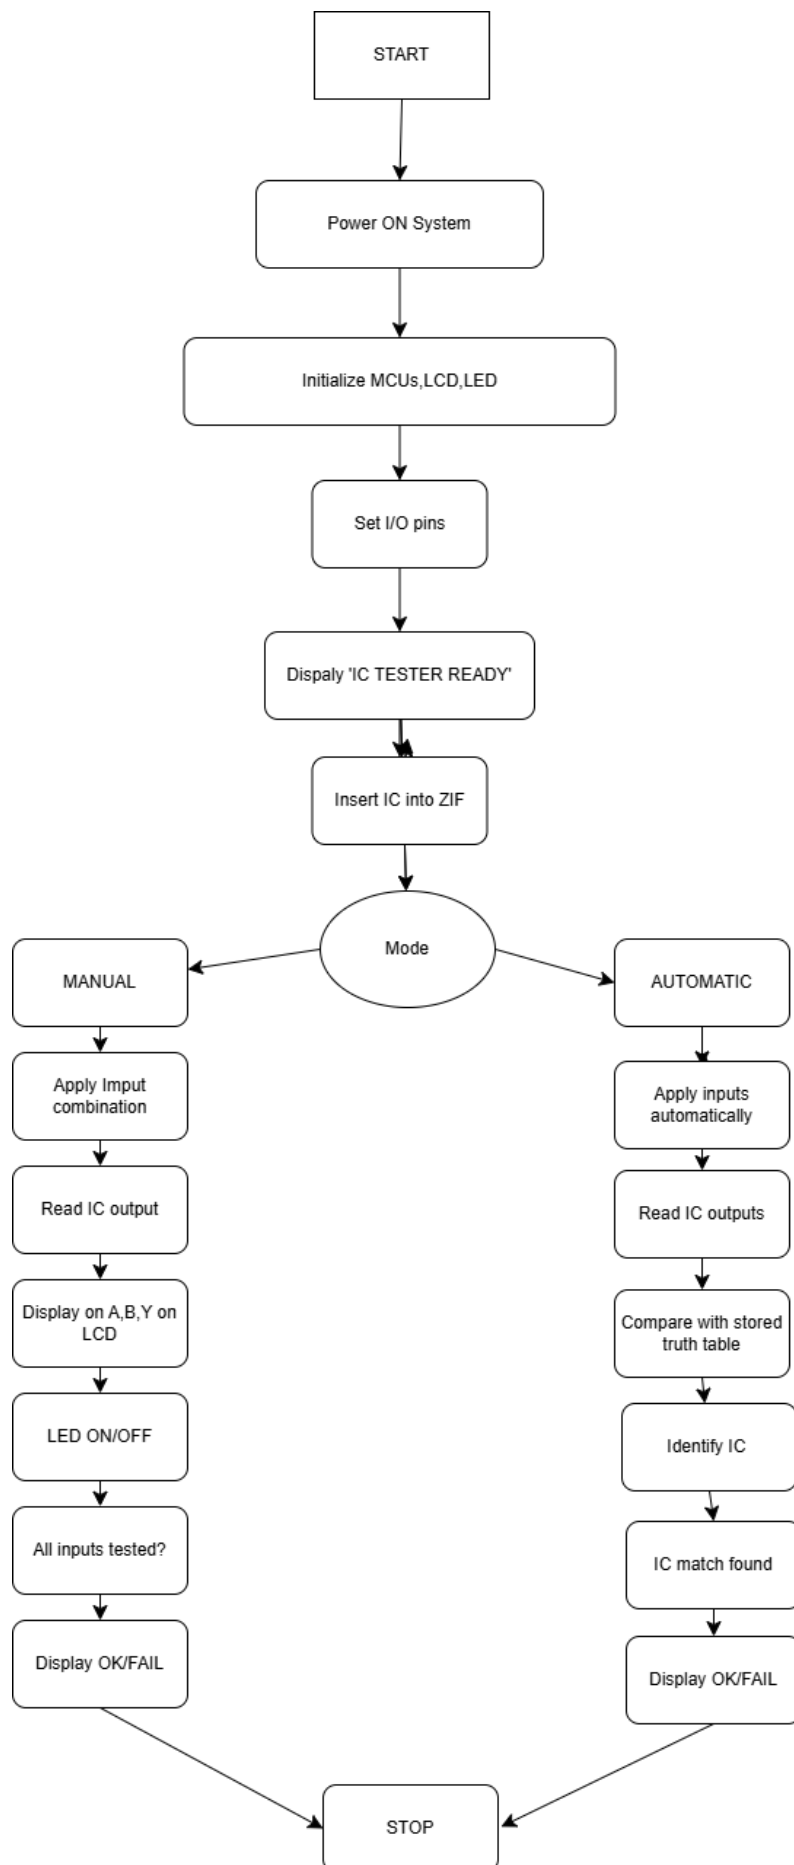 START
Power ON System
Initialize MCUs,LCD,LED
Set I/O pins
Dispaly 'IC TESTER READY'
Insert IC into ZIF
Mode
MANUAL
Apply Imput
combination
Read IC output
Display on A,B,Y on
LCD
LED ON/OFF
All inputs tested?
Display OK/FAIL
AUTOMATIC
Apply inputs
automatically
Read IC outputs
Compare with stored
truth table
Identify IC
IC match found
Display OK/FAIL
STOP